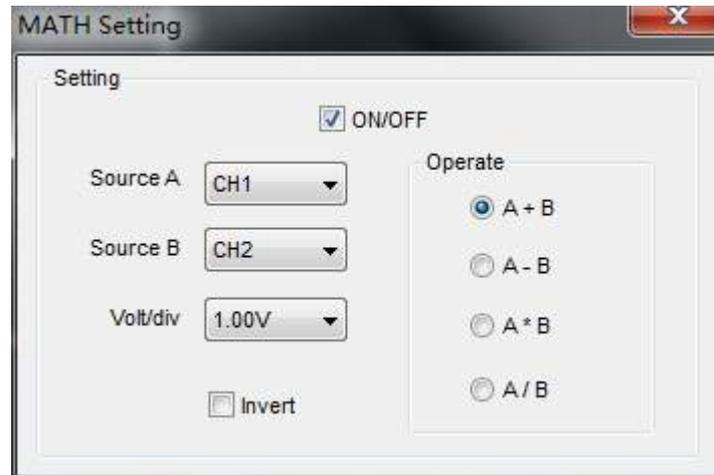 MATH Setting
Setting
ON/OFF
Source A CH1
Source B CH2
Volt/div 1.00V
Invert
Operate
A + B
A - B
A * B
A / B